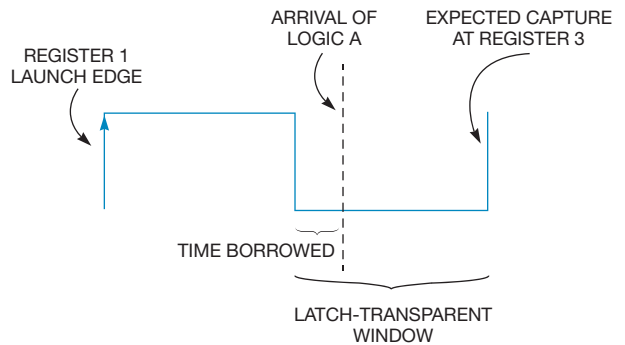 REGISTER 1
LAUNCH EDGE
ARRIVAL OF
LOGIC A
EXPECTED CAPTURE
AT REGISTER 3
TIME BORROWED
LATCH-TRANSPARENT
WINDOW